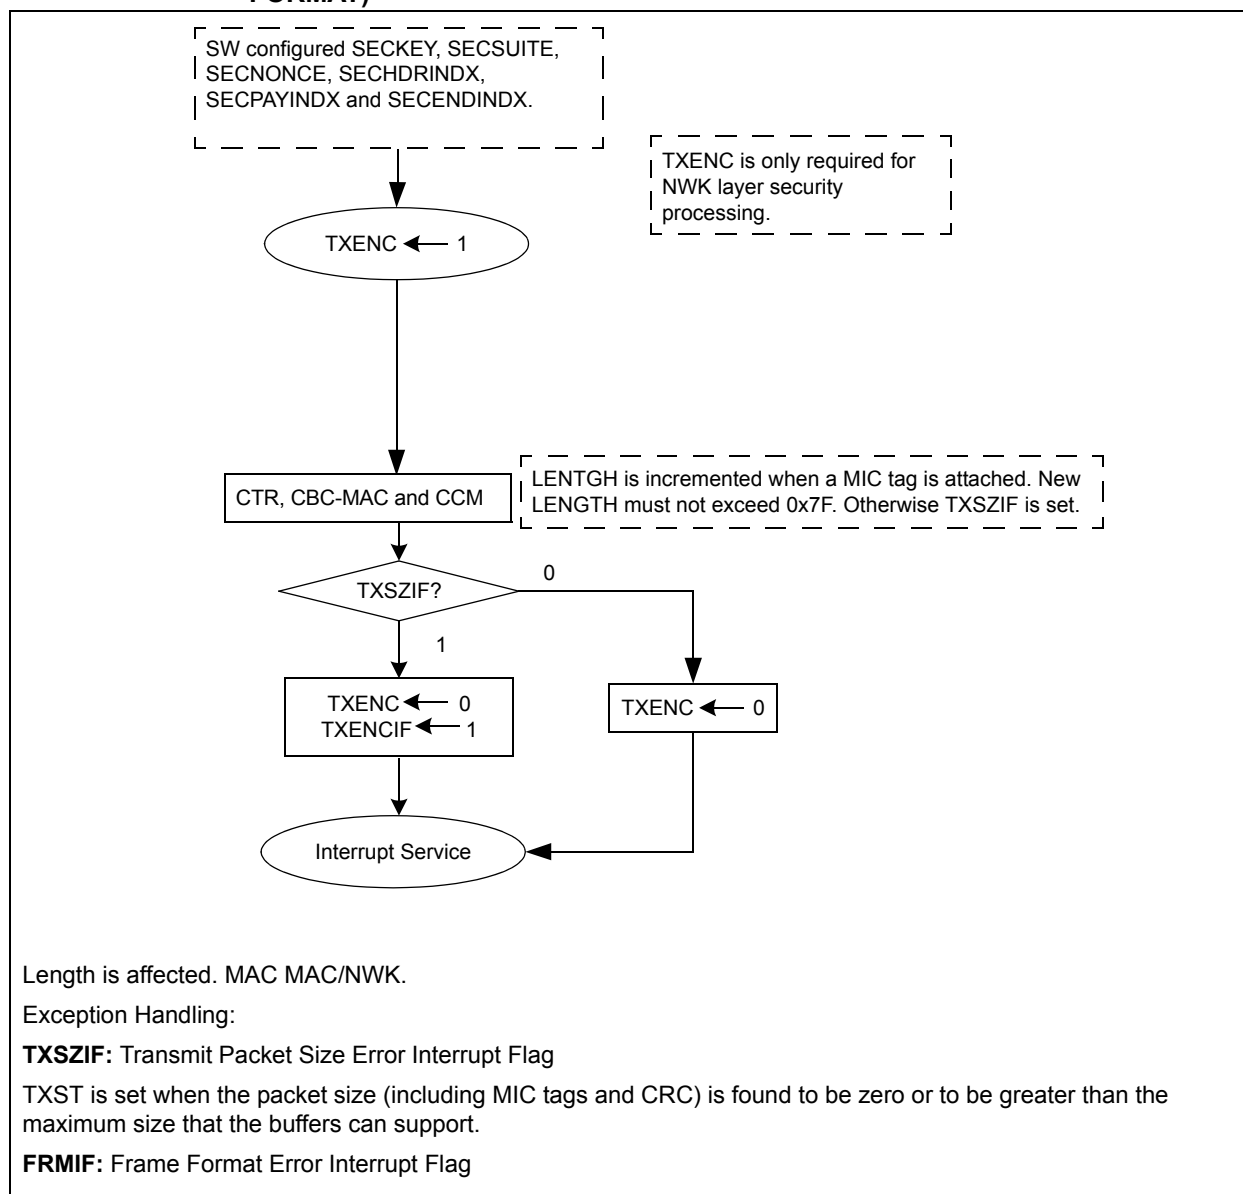 FORMAT)
SW configured SECKEY, SECSUITE,
SECNONCE, SECHDRINDX,
SECPAYINDX and SECENDINDX.
TXENC is only required for
NWK layer security
processing.
TXENC 1
CTR, CBC-MAC and CCM
LENTGH is incremented when a MIC tag is attached. New
LENGTH must not exceed 0x7F. Otherwise TXSZIF is set.
TXSZIF?
0
1
TXENC 0
TXENCIF 1
TXENC 0
Interrupt Service
Length is affected. MAC MAC/NWK.
Exception Handling:
TXSZIF: Transmit Packet Size Error Interrupt Flag
TXST is set when the packet size (including MIC tags and CRC) is found to be zero or to be greater than the
maximum size that the buffers can support.
FRMIF: Frame Format Error Interrupt Flag